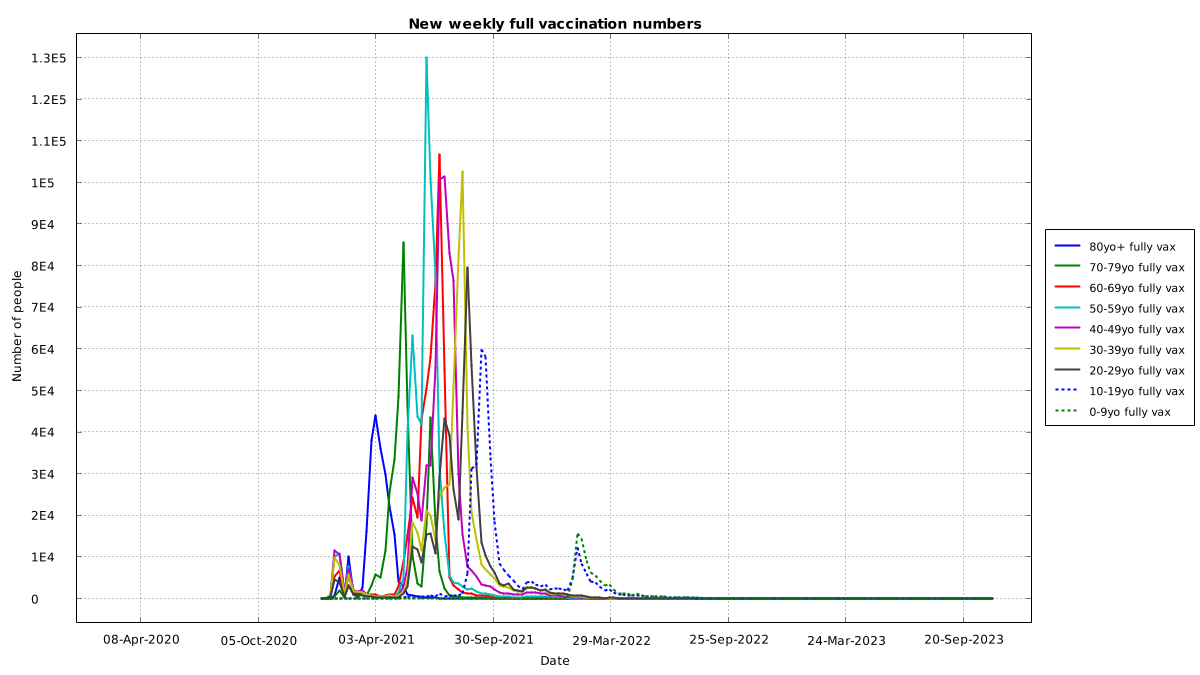 New weekly full vaccination numbers
1.3E5
1.2E5
1.1E5
1E5
9E4
8E4
7E4
6E4
5E4
4E4
3E4
2E4
1E4
0
Number of people
08-Apr-2020 05-Oct-2020 03-Apr-2021 30-Sep-2021 29-Mar-2022 25-Sep-2022 24-Mar-2023 20-Sep-2023
Date
80yo+ fully vax
70-79yo fully vax
60-69yo fully vax
50-59yo fully vax
40-49yo fully vax
30-39yo fully vax
20-29yo fully vax
10-19yo fully vax
0-9yo fully vax